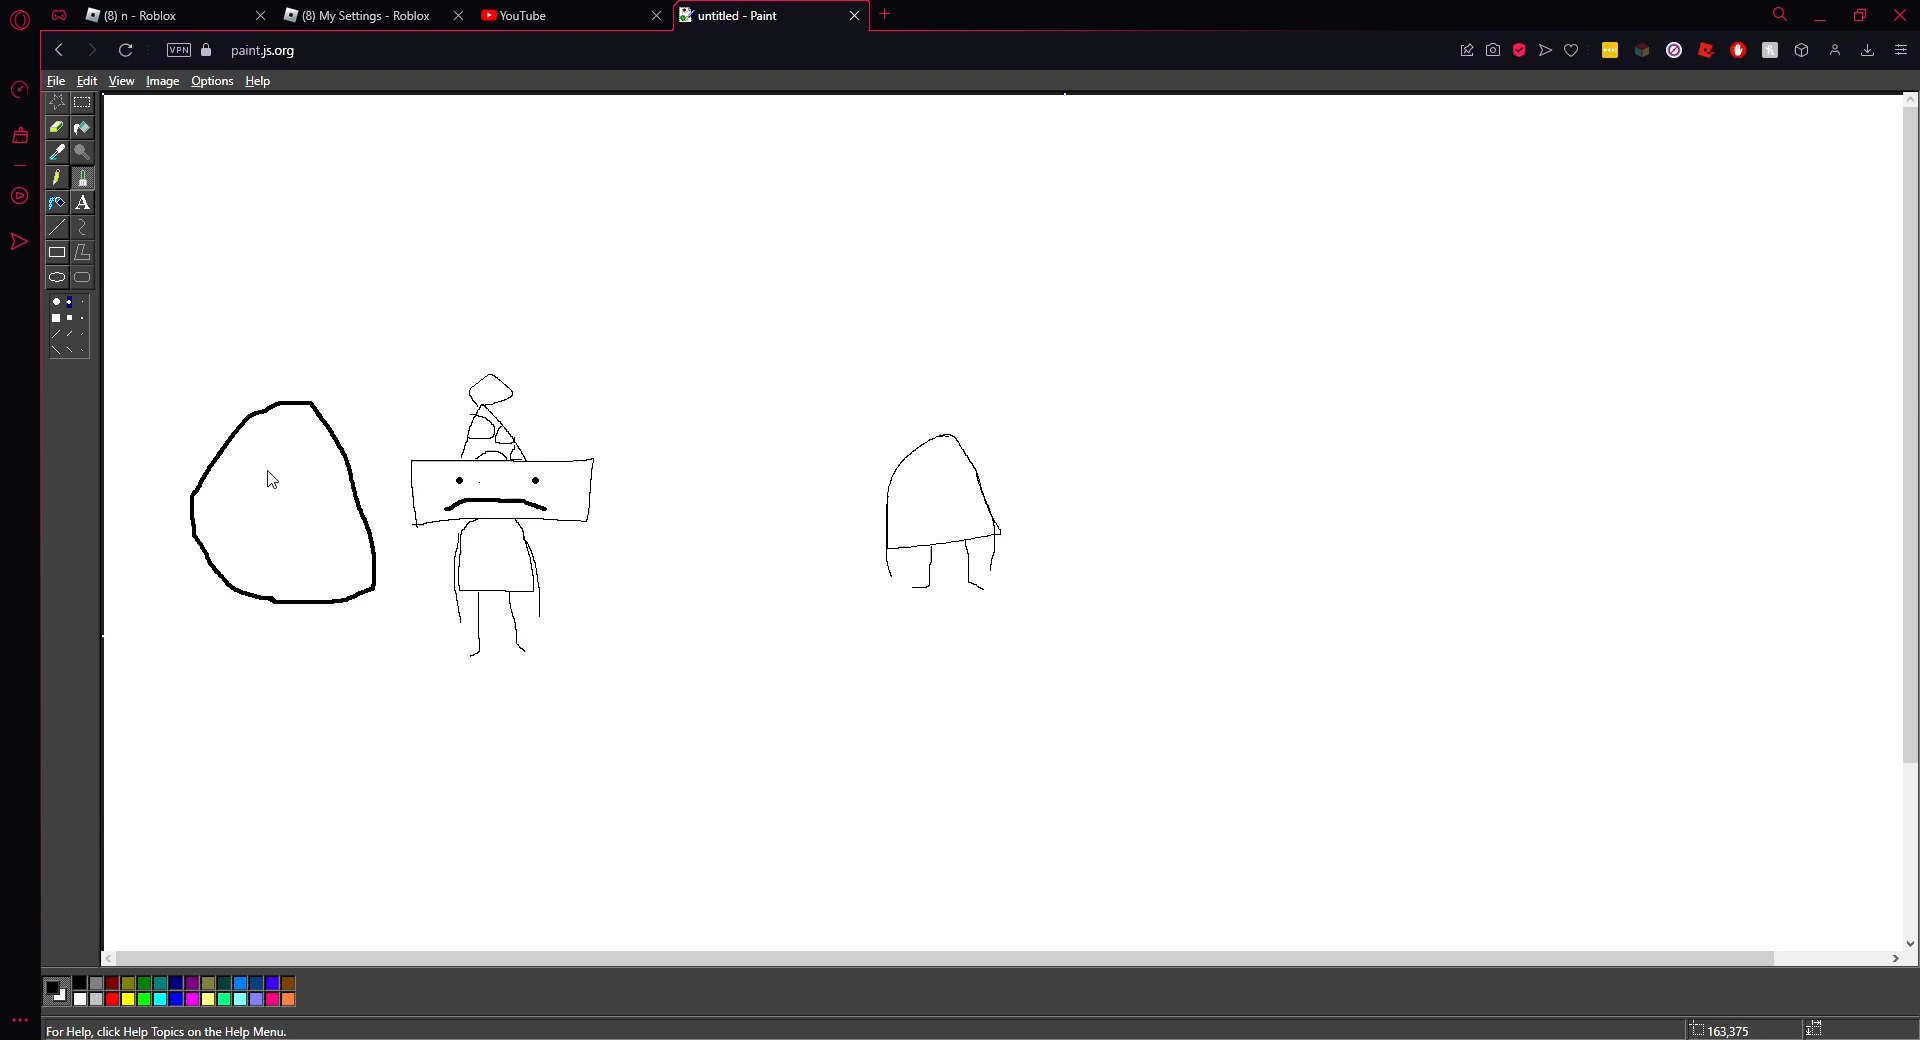 (8) n - Roblox
(8) My Settings - Roblox
YouTube
untitled - Paint
VPN
paint.js.org
File Edit View Image Options Help
A
For Help, click Help Topics on the Help Menu.
163,375